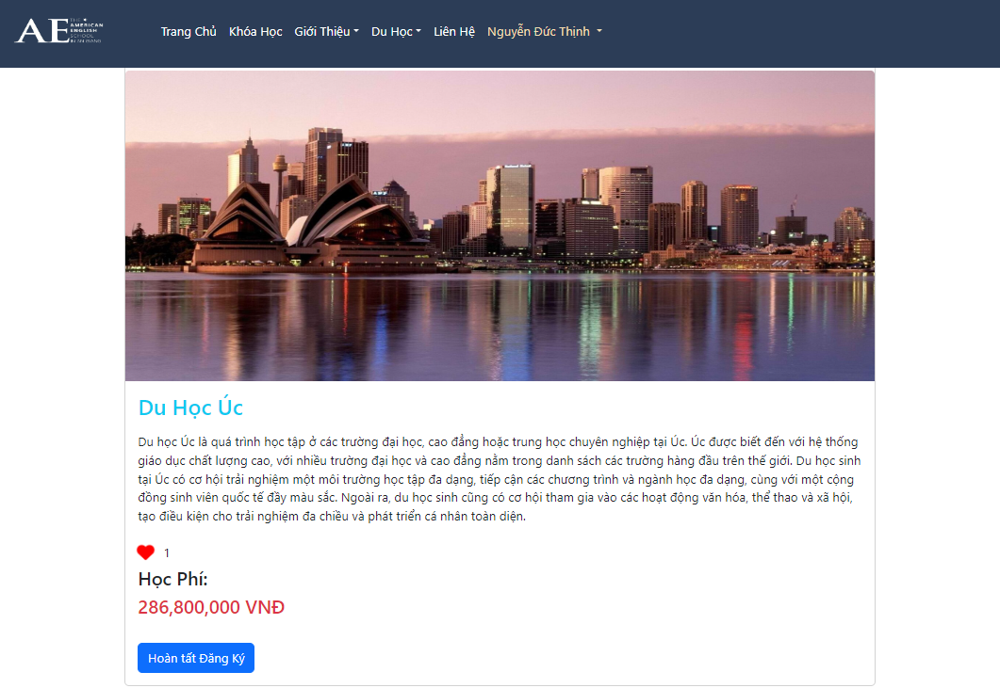 AE THE AMERICAN ENGLISH SCHOOL IN AN GIANG
Trang Chủ Khóa Học Giới Thiệu Du Học Liên Hệ Nguyễn Đức Thịnh
Du Học Úc
Du học Úc là quá trình học tập ở các trường đại học, cao đẳng hoặc trung học chuyên nghiệp tại Úc. Úc được biết đến với hệ thống
giáo dục chất lượng cao, với nhiều trường đại học và cao đẳng nằm trong danh sách các trường hàng đầu trên thế giới. Du học sinh
tại Úc có cơ hội trải nghiệm một môi trường học tập đa dạng, tiếp cận các chương trình và ngành học đa dạng, cùng với một cộng
đồng sinh viên quốc tế đầy màu sắc. Ngoài ra, du học sinh cũng có cơ hội tham gia vào các hoạt động văn hóa, thể thao và xã hội,
tạo điều kiện cho trải nghiệm đa chiều và phát triển cá nhân toàn diện.
1
Học Phí:
286,800,000 VNĐ
Hoàn tất Đăng Ký